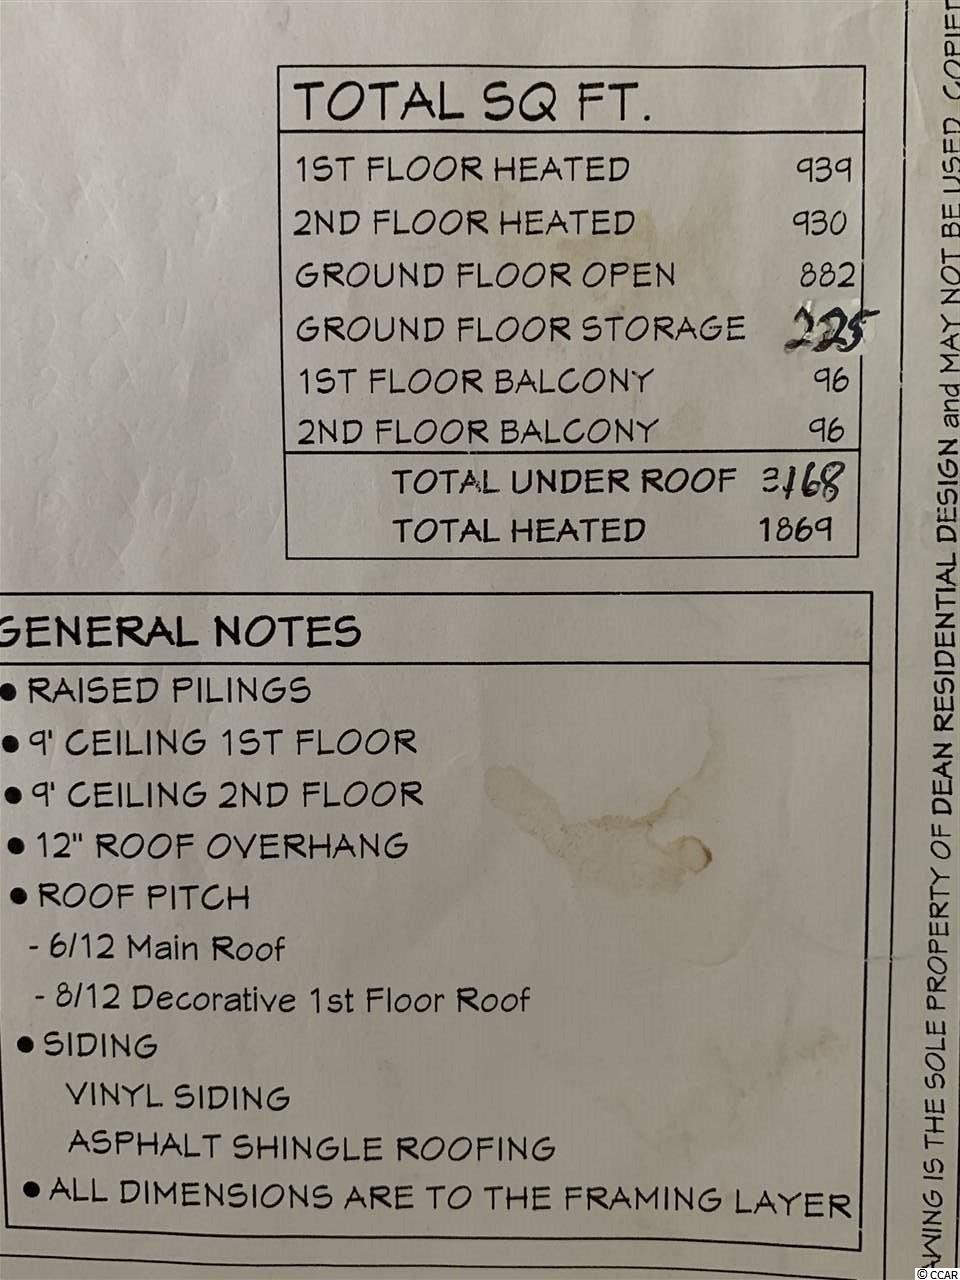 TOTAL SQ FT.
1ST FLOOR HEATED 939
2ND FLOOR HEATED 930
GROUND FLOOR OPEN 882
GROUND FLOOR STORAGE 225
1ST FLOOR BALCONY 96
2ND FLOOR BALCONY 96
TOTAL UNDER ROOF 3168
TOTAL HEATED 1869
GENERAL NOTES
● RAISED PILINGS
● 9' CEILING 1ST FLOOR
● 9' CEILING 2ND FLOOR
● 12" ROOF OVERHANG
● ROOF PITCH
- 6/12 Main Roof
- 8/12 Decorative 1st Floor Roof
● SIDING
VINYL SIDING
ASPHALT SHINGLE ROOFING
● ALL DIMENSIONS ARE TO THE FRAMING LAYER
IS THE SOLE PROPERTY OF DEAN RESIDENTIAL DESIGN and MAY NOT BE USED, COPIED
© CCAR